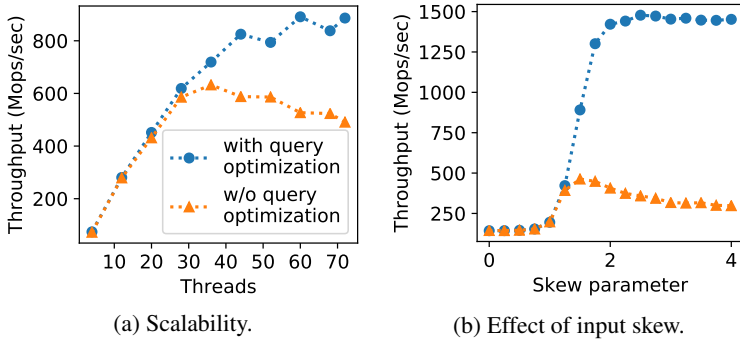 Throughput (Mops/sec)
800
600
400
200
10 20 30 40 50 60 70
Threads
with query
optimization
w/o query
optimization
(a) Scalability.
Throughput (Mops/sec)
1500
1250
1000
750
500
250
0 2 4
Skew parameter
(b) Effect of input skew.